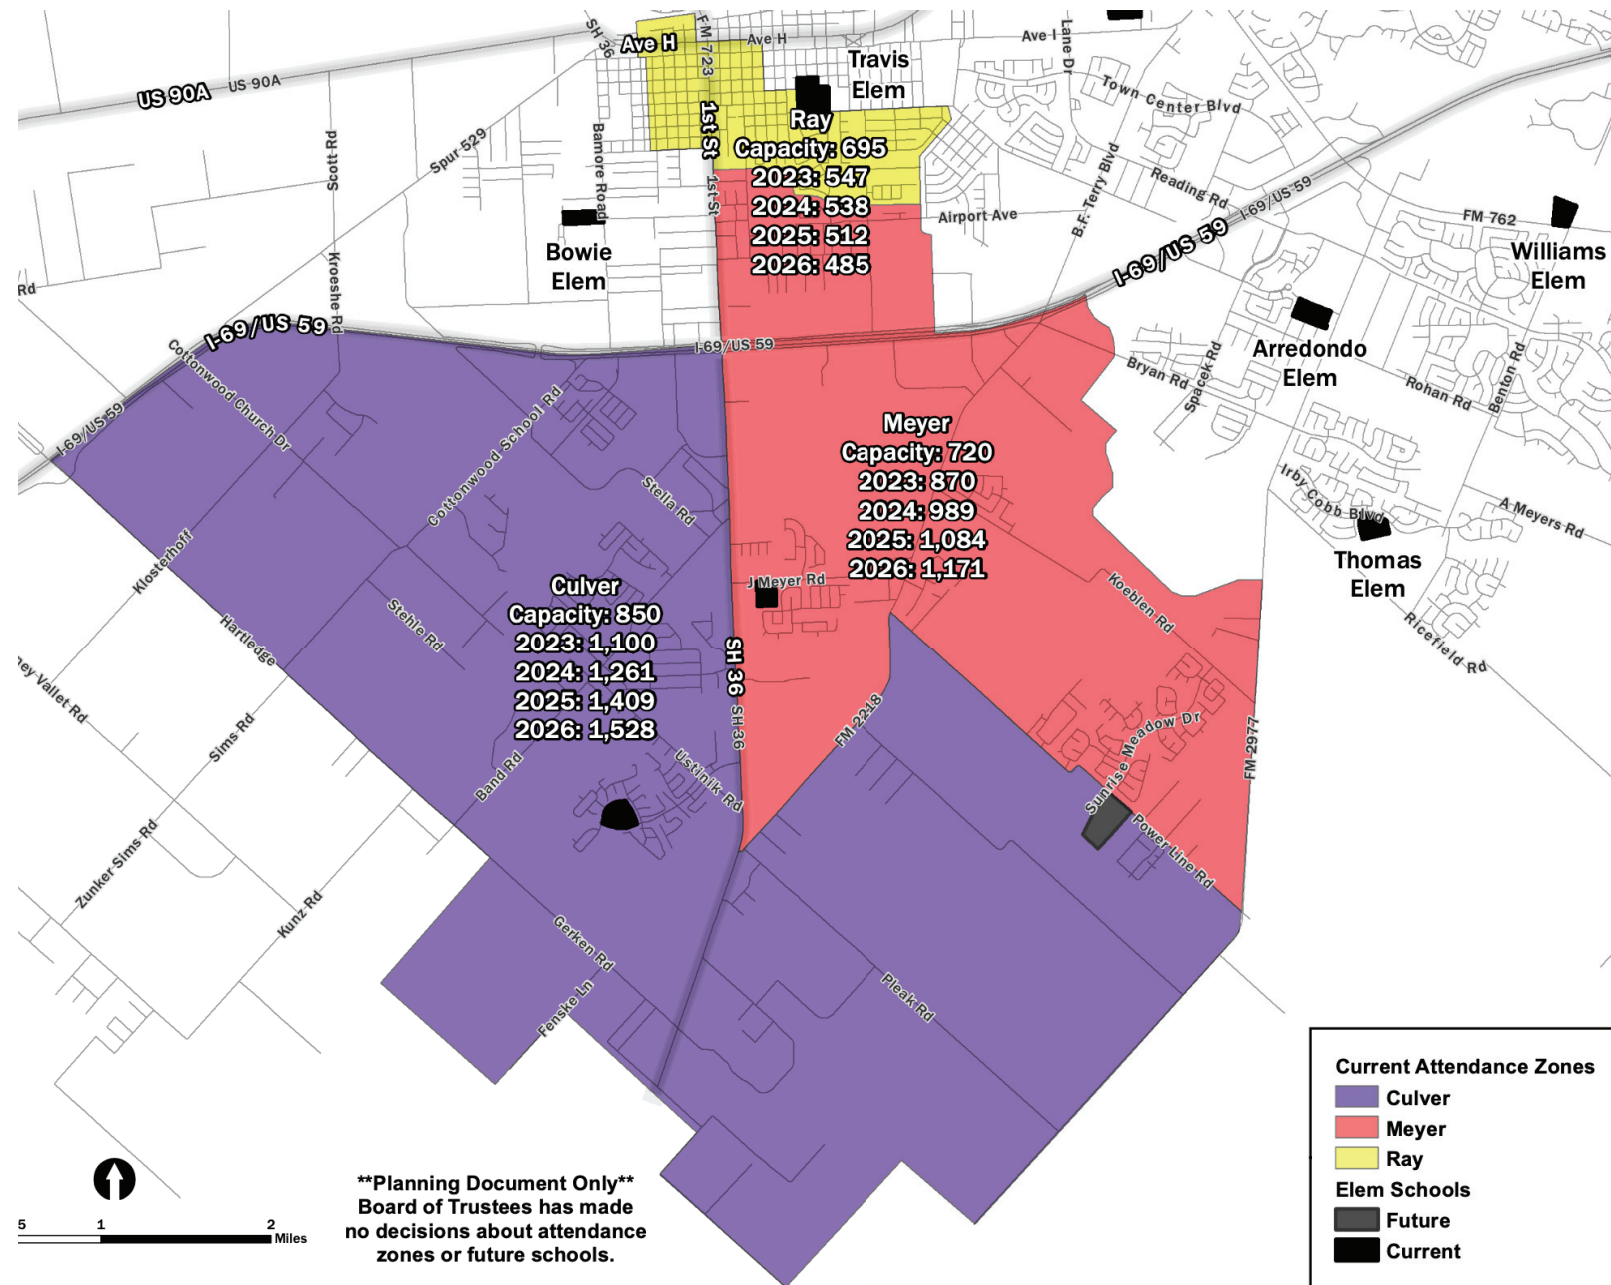 SH 36
FM 723
Ave H
Ave H
Ave I
Lane Dr
Travis
Elem
US 90A
US 90A
Town Center Blvd
1st St
Ray
Capacity: 695
2023: 547
2024: 538
2025: 512
2026: 485
Scott Rd
Spur 529
Bamore Road
1st St
B.F. Terry Blvd
Reading Rd
I-69/US 59
Airport Ave
FM 762
Bowie
Elem
Williams
Elem
I-69/US 59
Rd
Kroeshe Rd
I-69/US 59
I-69/US 59
Arredondo
Elem
Cottonwood Church Dr
Bryan Rd
Spacek Rd
Rohan Rd
Benton Rd
I-69/US 59
Cottonwood School Rd
Meyer
Capacity: 720
2023: 870
2024: 989
2025: 1,084
2026: 1,171
Stella Rd
Irby Cobb Blvd
A Meyers Rd
Thomas
Elem
Klosterhoff
J Meyer Rd
Koeblen Rd
Culver
Capacity: 850
2023: 1,100
2024: 1,261
2025: 1,409
2026: 1,528
Stehle Rd
Hartledge
Ricefield Rd
ney Vallet Rd
SH 36
SH 36
FM 2218
Sims Rd
Band Rd
Ustinik Rd
Sunrise Meadow Dr
FM 2977
Power Line Rd
Zunker Sims Rd
Kunz Rd
Gerken Rd
Fenske Ln
Pleak Rd
Current Attendance Zones
Culver
Meyer
Ray
Elem Schools
Future
Current
**Planning Document Only**
Board of Trustees has made
no decisions about attendance
zones or future schools.
5 1 2
Miles